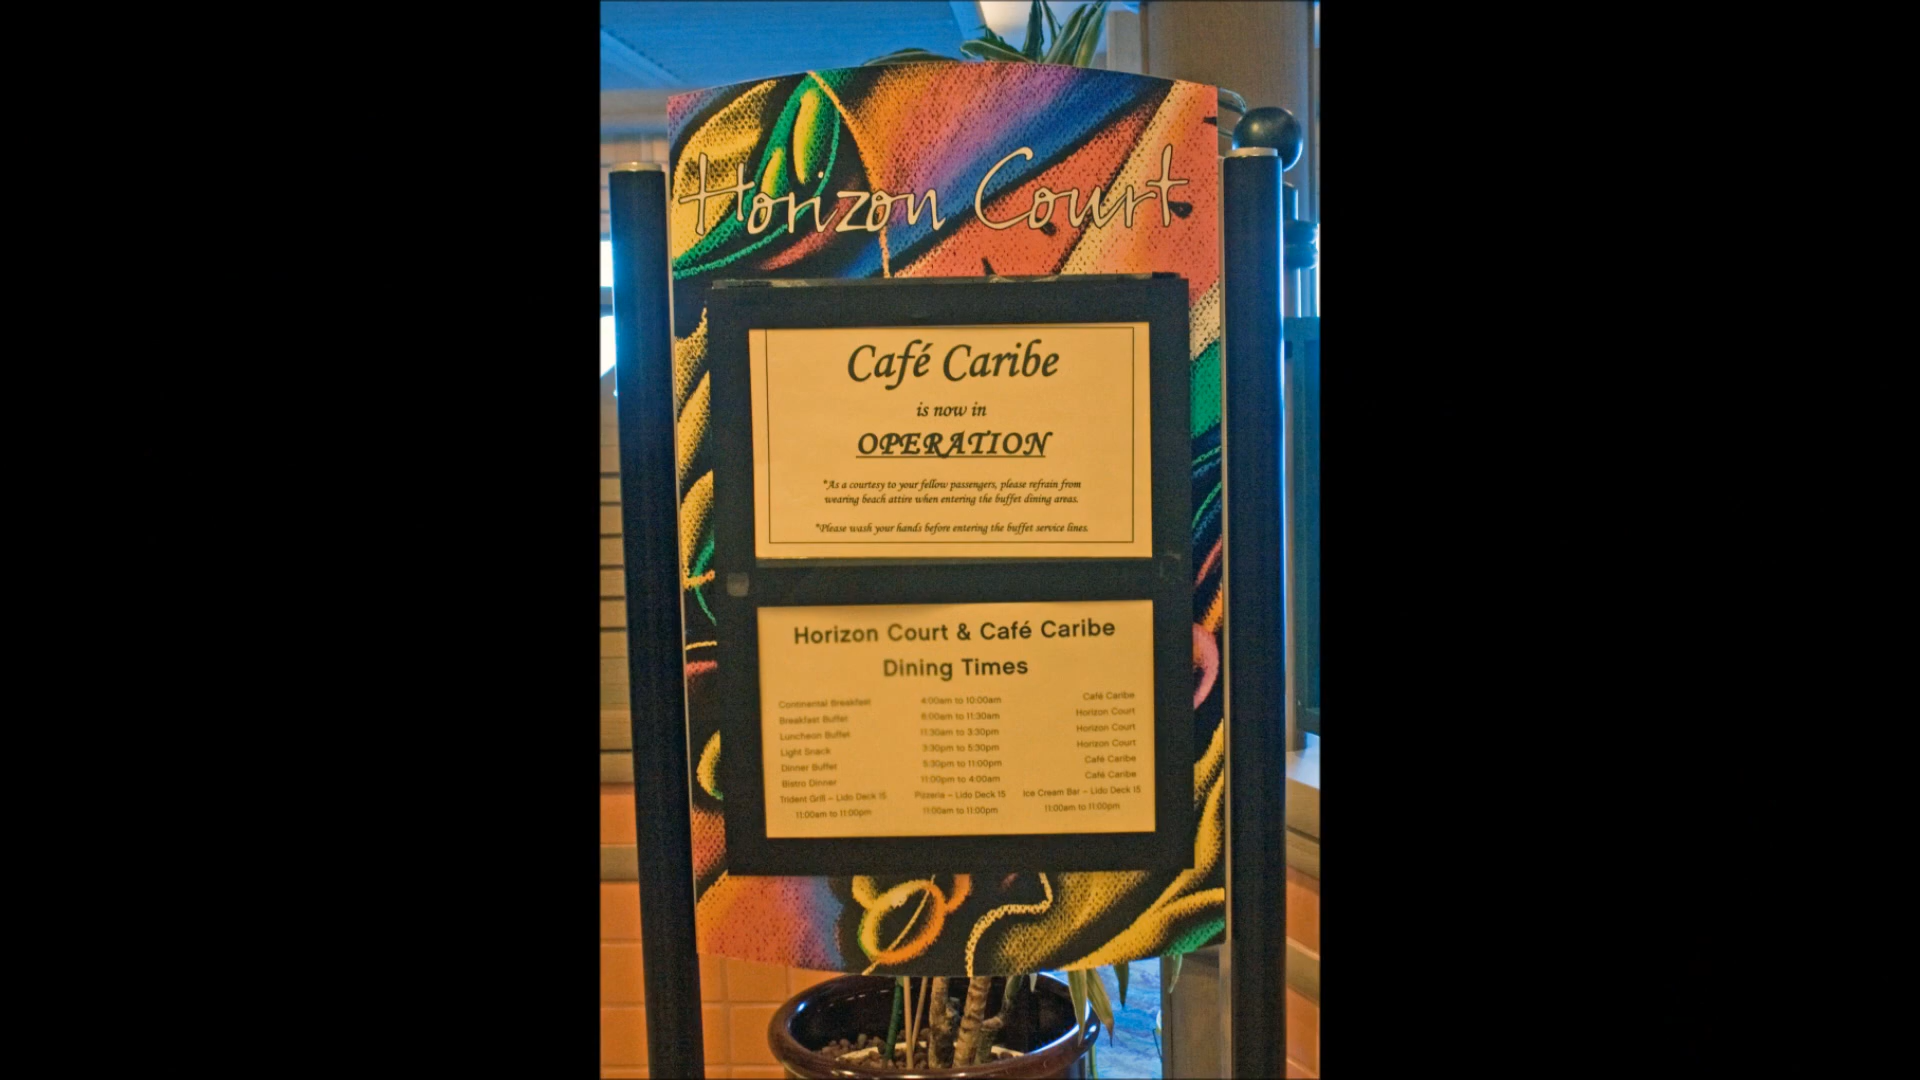 Horizon Court
Café Caribe
is now in
OPERATION
*As a courtesy to your fellow passengers, please refrain from
wearing beach attire when entering the buffet dining areas.
*Please wash your hands before entering the buffet service lines.
Horizon Court & Café Caribe
Dining Times
Continental Breakfast 4:00am to 10:00am Café Caribe
Breakfast Buffet 6:00am to 11:30am Horizon Court
Luncheon Buffet 11:30am to 3:30pm Horizon Court
Light Snack 3:30pm to 5:30pm Horizon Court
Dinner Buffet 5:30pm to 11:00pm Café Caribe
Bistro Dinner 11:00pm to 4:00am Café Caribe
Trident Grill – Lido Deck 15 Pizzeria – Lido Deck 15 Ice Cream Bar – Lido Deck 15
11:00am to 11:00pm 11:00am to 11:00pm 11:00am to 11:00pm